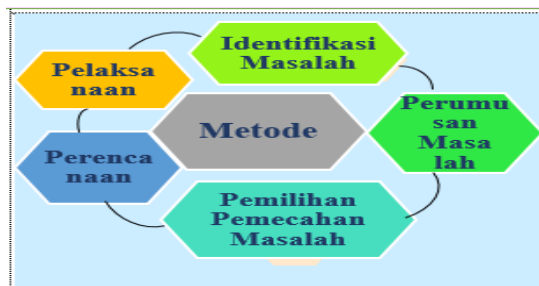 Identifikasi
Masalah
Pelaksa
naan
Metode
Perumu
san
Masa
lah
Perenca
naan
Pemilihan
Pemecahan
Masalah